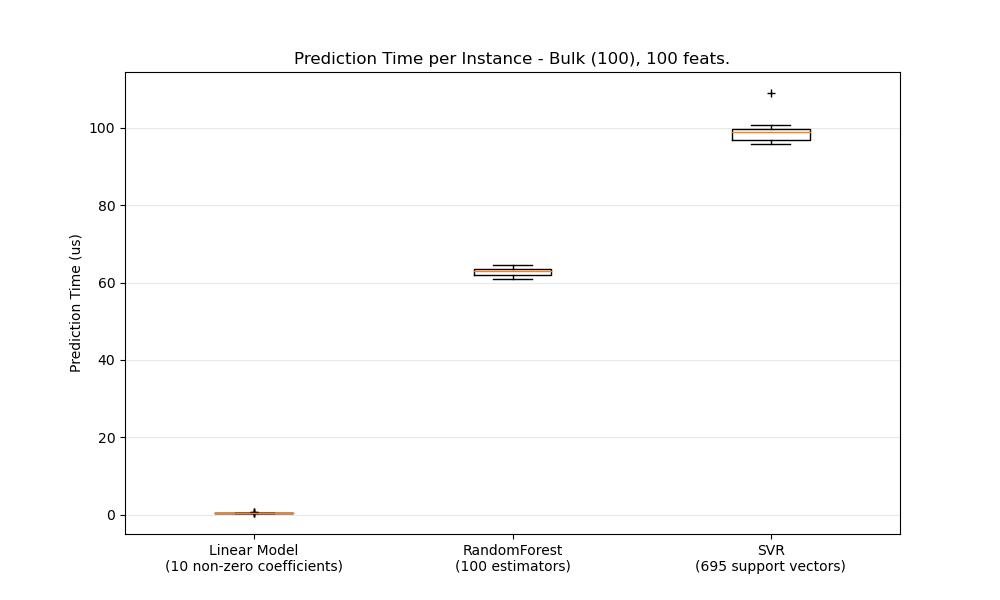 Prediction Time per Instance - Bulk (100), 100 feats.
Prediction Time (us)
100
80
60
40
20
0
Linear Model
(10 non-zero coefficients)
RandomForest
(100 estimators)
SVR
(695 support vectors)